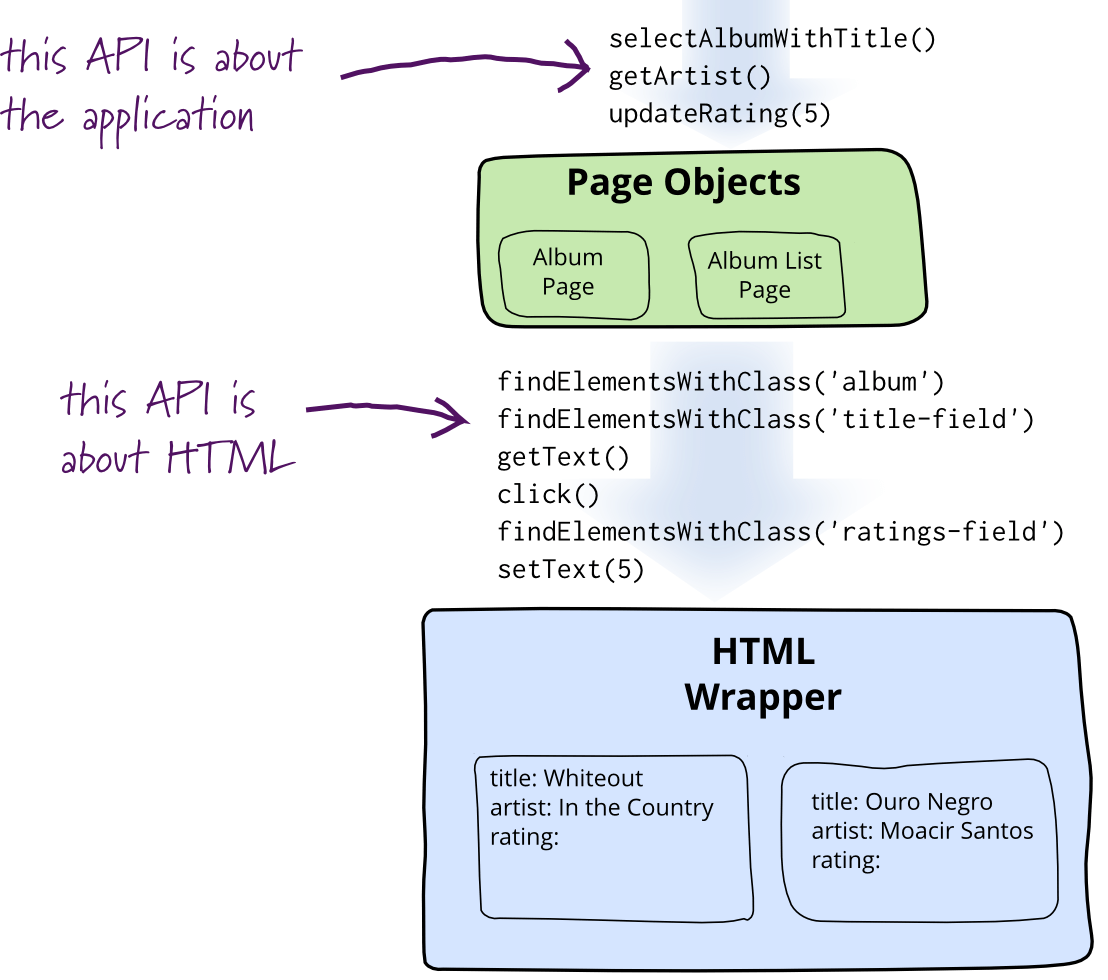 this API is about
the application
selectAlbumWithTitle()
getArtist()
updateRating(5)
Page Objects
Album
Page
Album List
Page
this API is
about HTML
findElementsWithClass('album')
findElementsWithClass('title-field')
getText()
click()
findElementsWithClass('ratings-field')
setText(5)
HTML
Wrapper
title: Whiteout
artist: In the Country
rating:
title: Ouro Negro
artist: Moacir Santos
rating: